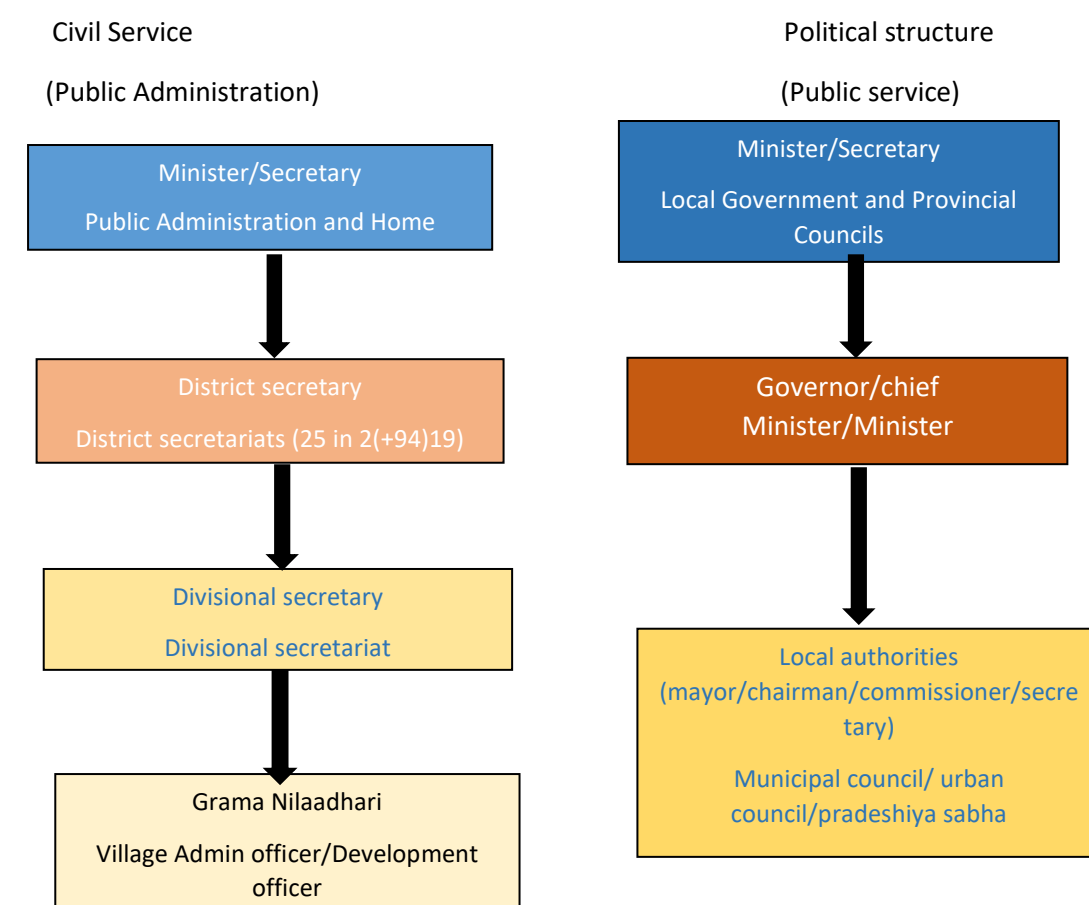 Civil Service
(Public Administration)
Minister/Secretary
Public Administration and Home
District secretary
District secretariats (25 in 2(+94)19)
Divisional secretary
Divisional secretariat
Grama Nilaadhari
Village Admin officer/Development
officer
Political structure
(Public service)
Minister/Secretary
Local Government and Provincial
Councils
Governor/chief
Minister/Minister
Local authorities
(mayor/chairman/commissioner/secre
tary)
Municipal council/ urban
council/pradeshiya sabha